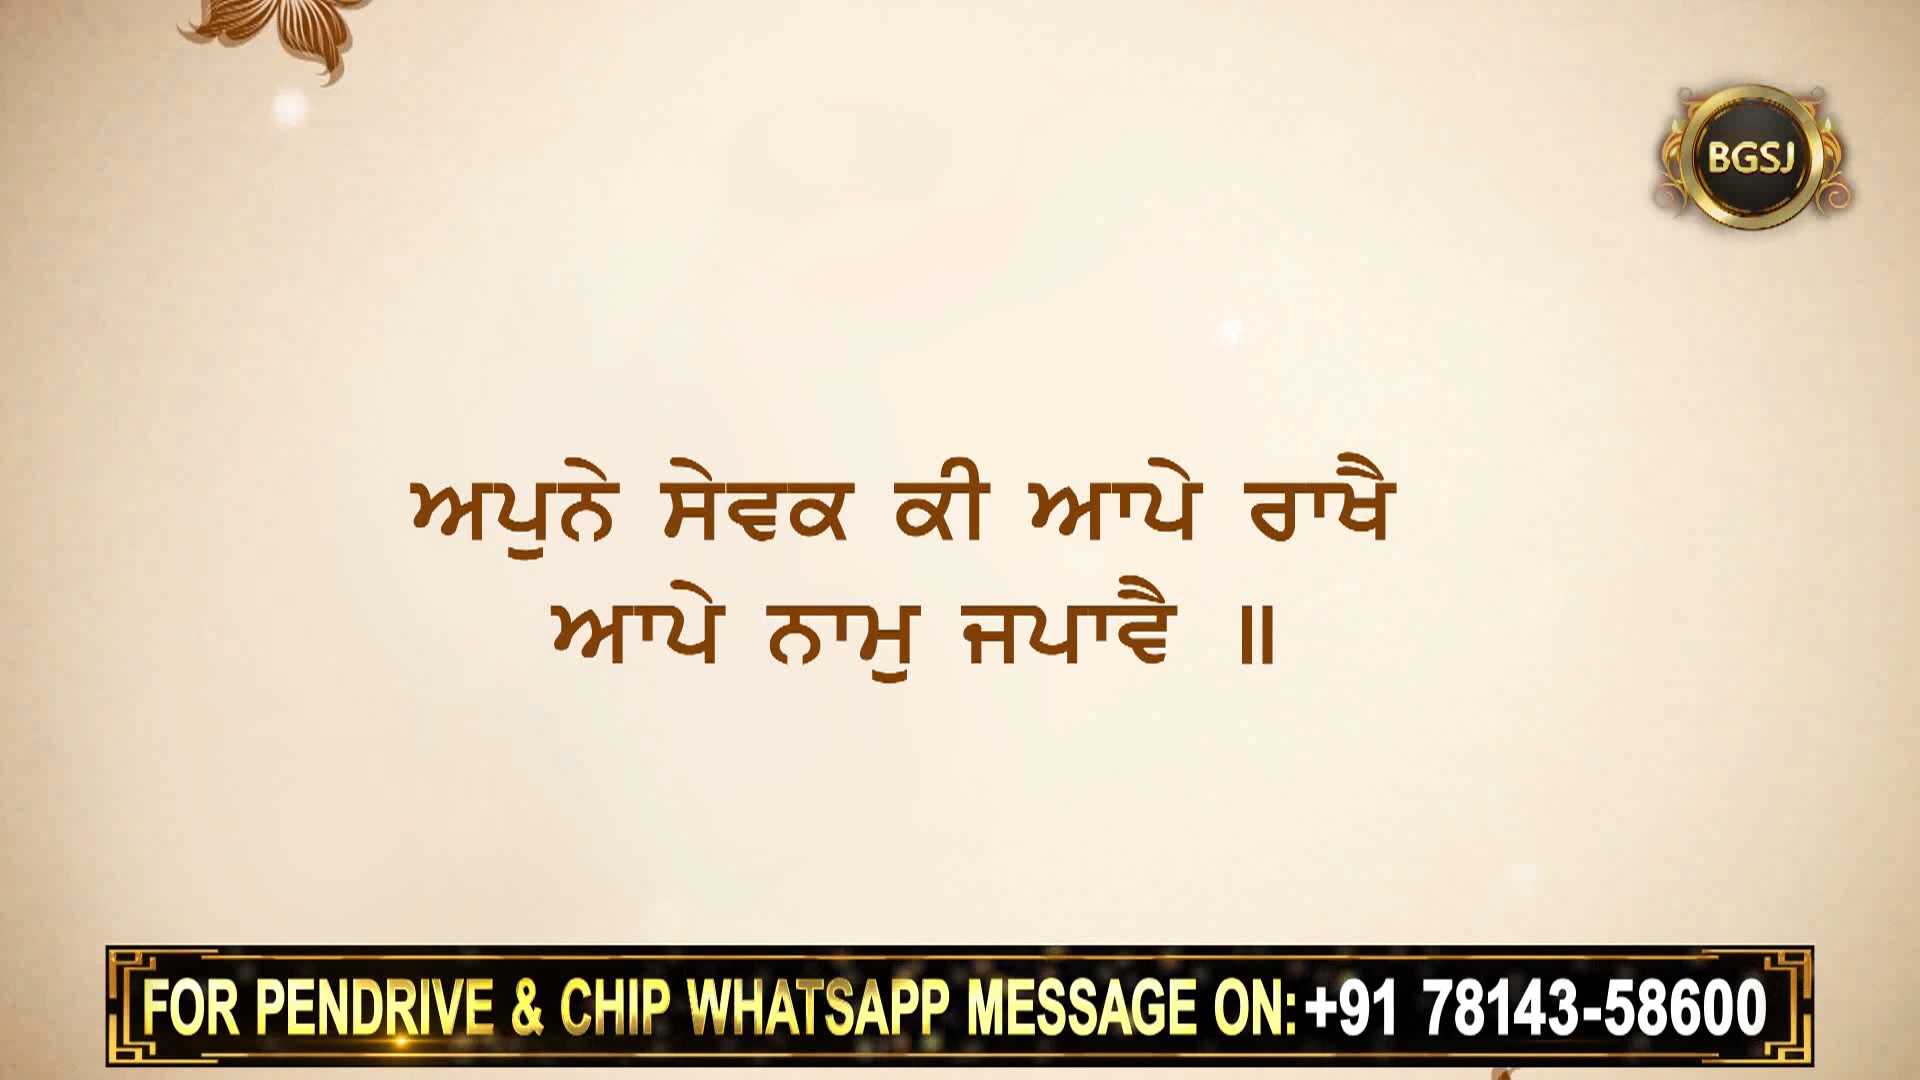 BGSJ
ਅਪੁਨੇ ਸੇਵਕ ਕੀ ਆਪੇ ਰਾਖੈ
ਆਪੇ ਨਾਮੁ ਜਪਾਵੈ ॥
FOR PENDRIVE & CHIP WHATSAPP MESSAGE ON: +91 78143-58600